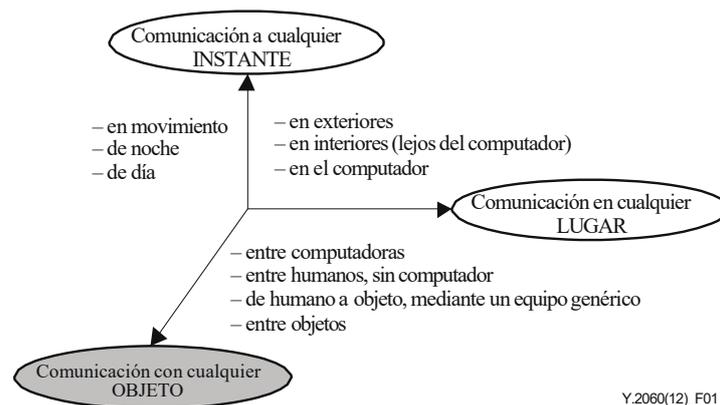 Comunicación a cualquier
INSTANTE
– en movimiento
– de noche
– de día
– en exteriores
– en interiores (lejos del computador)
– en el computador
Comunicación en cualquier
LUGAR
– entre computadoras
– entre humanos, sin computador
– de humano a objeto, mediante un equipo genérico
– entre objetos
Comunicación con cualquier
OBJETO
Y.2060(12)_F01